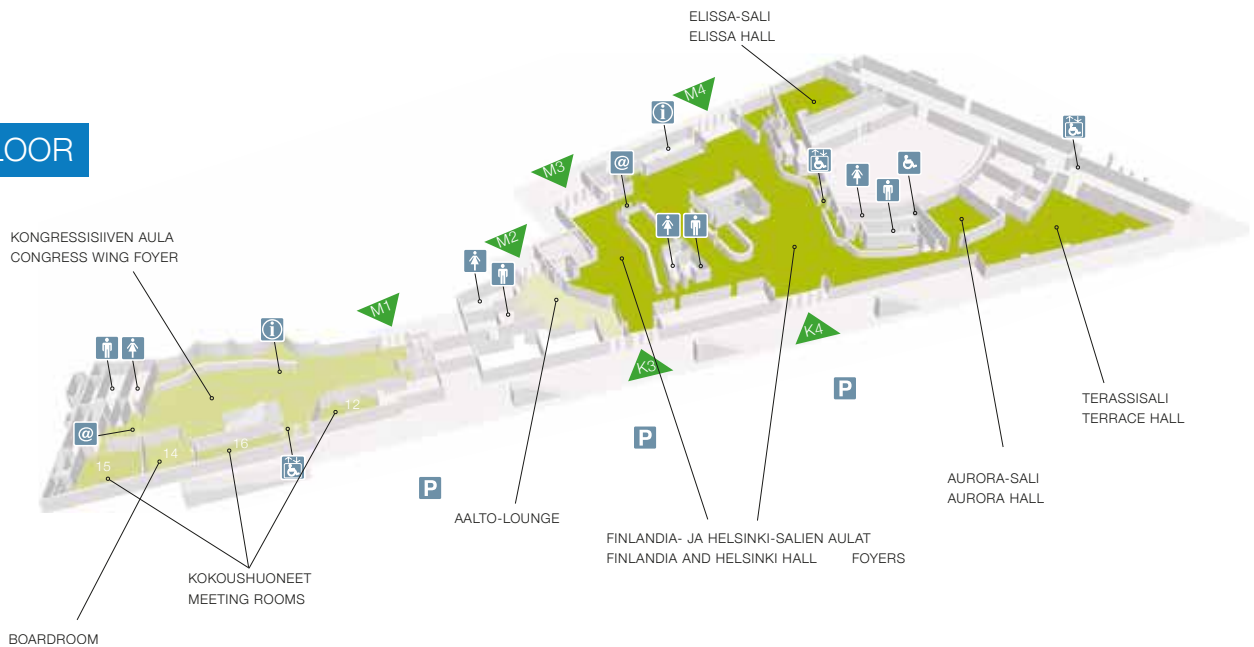 ELISSA-SALI
ELISSA HALL
M4
LOOR
M3
@
M2
KONGRESSISIIVEN AULA
CONGRESS WING FOYER
M1
K4
K3
P
12
TERASSISALI
TERRACE HALL
@
P
16
14
15
P
AURORA-SALI
AURORA HALL
AALTO-LOUNGE
FINLANDIA- JA HELSINKI-SALIEN AULAT
FINLANDIA AND HELSINKI HALL FOYERS
KOKOUSHUONEET
MEETING ROOMS
BOARDROOM